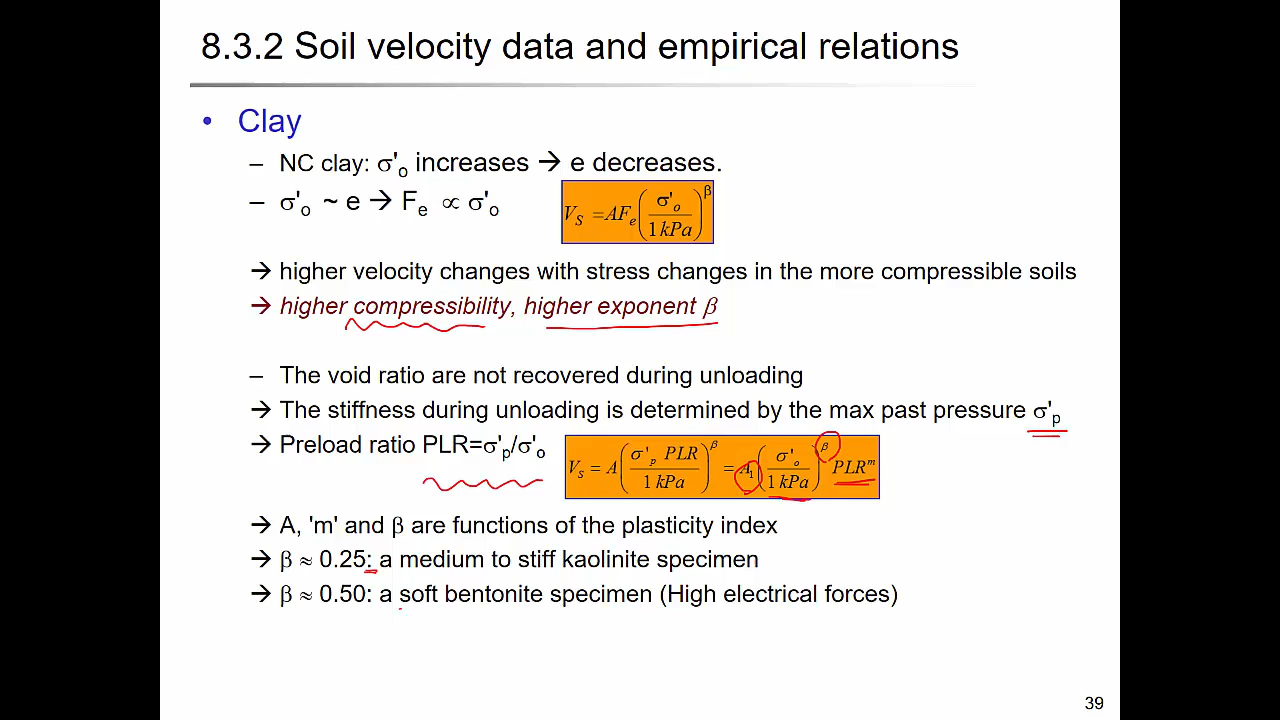 8.3.2 Soil velocity data and empirical relations
• Clay
– NC clay: σ'o increases → e decreases.
– σ'o ~ e → Fe ∝ σ'o
VS = AFe (σ'o / 1 kPa)^β
→ higher velocity changes with stress changes in the more compressible soils
→ higher compressibility, higher exponent β
– The void ratio are not recovered during unloading
→ The stiffness during unloading is determined by the max past pressure σ'p
→ Preload ratio PLR=σ'p/σ'o
VS = A (σ'p PLR / 1 kPa)^β = A1 (σ'o / 1 kPa)^β PLR^m
→ A, 'm' and β are functions of the plasticity index
→ β ≈ 0.25: a medium to stiff kaolinite specimen
→ β ≈ 0.50: a soft bentonite specimen (High electrical forces)
39